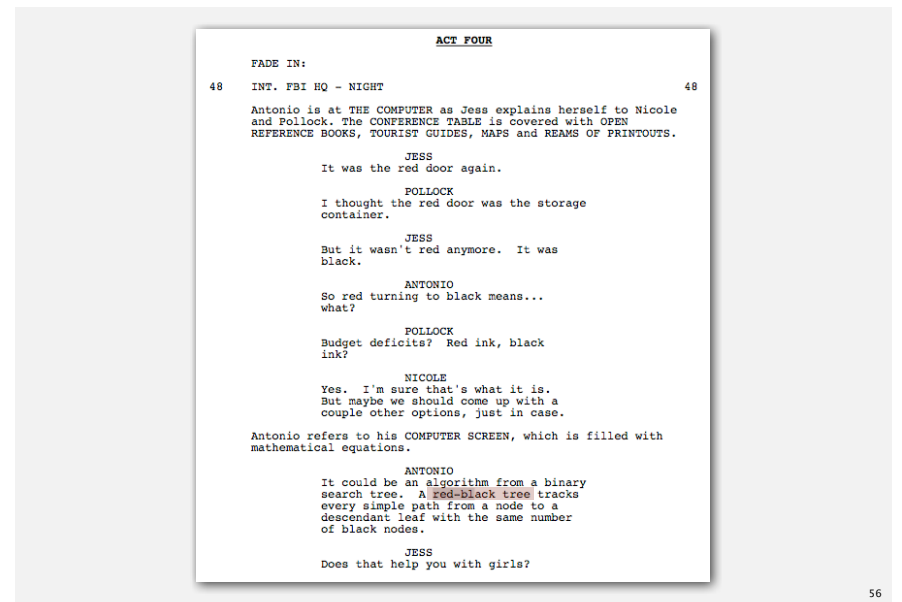 ACT FOUR
FADE IN:
48 INT. FBI HQ - NIGHT 48
Antonio is at THE COMPUTER as Jess explains herself to Nicole
and Pollock. The CONFERENCE TABLE is covered with OPEN
REFERENCE BOOKS, TOURIST GUIDES, MAPS and REAMS OF PRINTOUTS.
JESS
It was the red door again.
POLLOCK
I thought the red door was the storage
container.
JESS
But it wasn't red anymore. It was
black.
ANTONIO
So red turning to black means...
what?
POLLOCK
Budget deficits? Red ink, black
ink?
NICOLE
Yes. I'm sure that's what it is.
But maybe we should come up with a
couple other options, just in case.
Antonio refers to his COMPUTER SCREEN, which is filled with
mathematical equations.
ANTONIO
It could be an algorithm from a binary
search tree. A red-black tree tracks
every simple path from a node to a
descendant leaf with the same number
of black nodes.
JESS
Does that help you with girls?
56